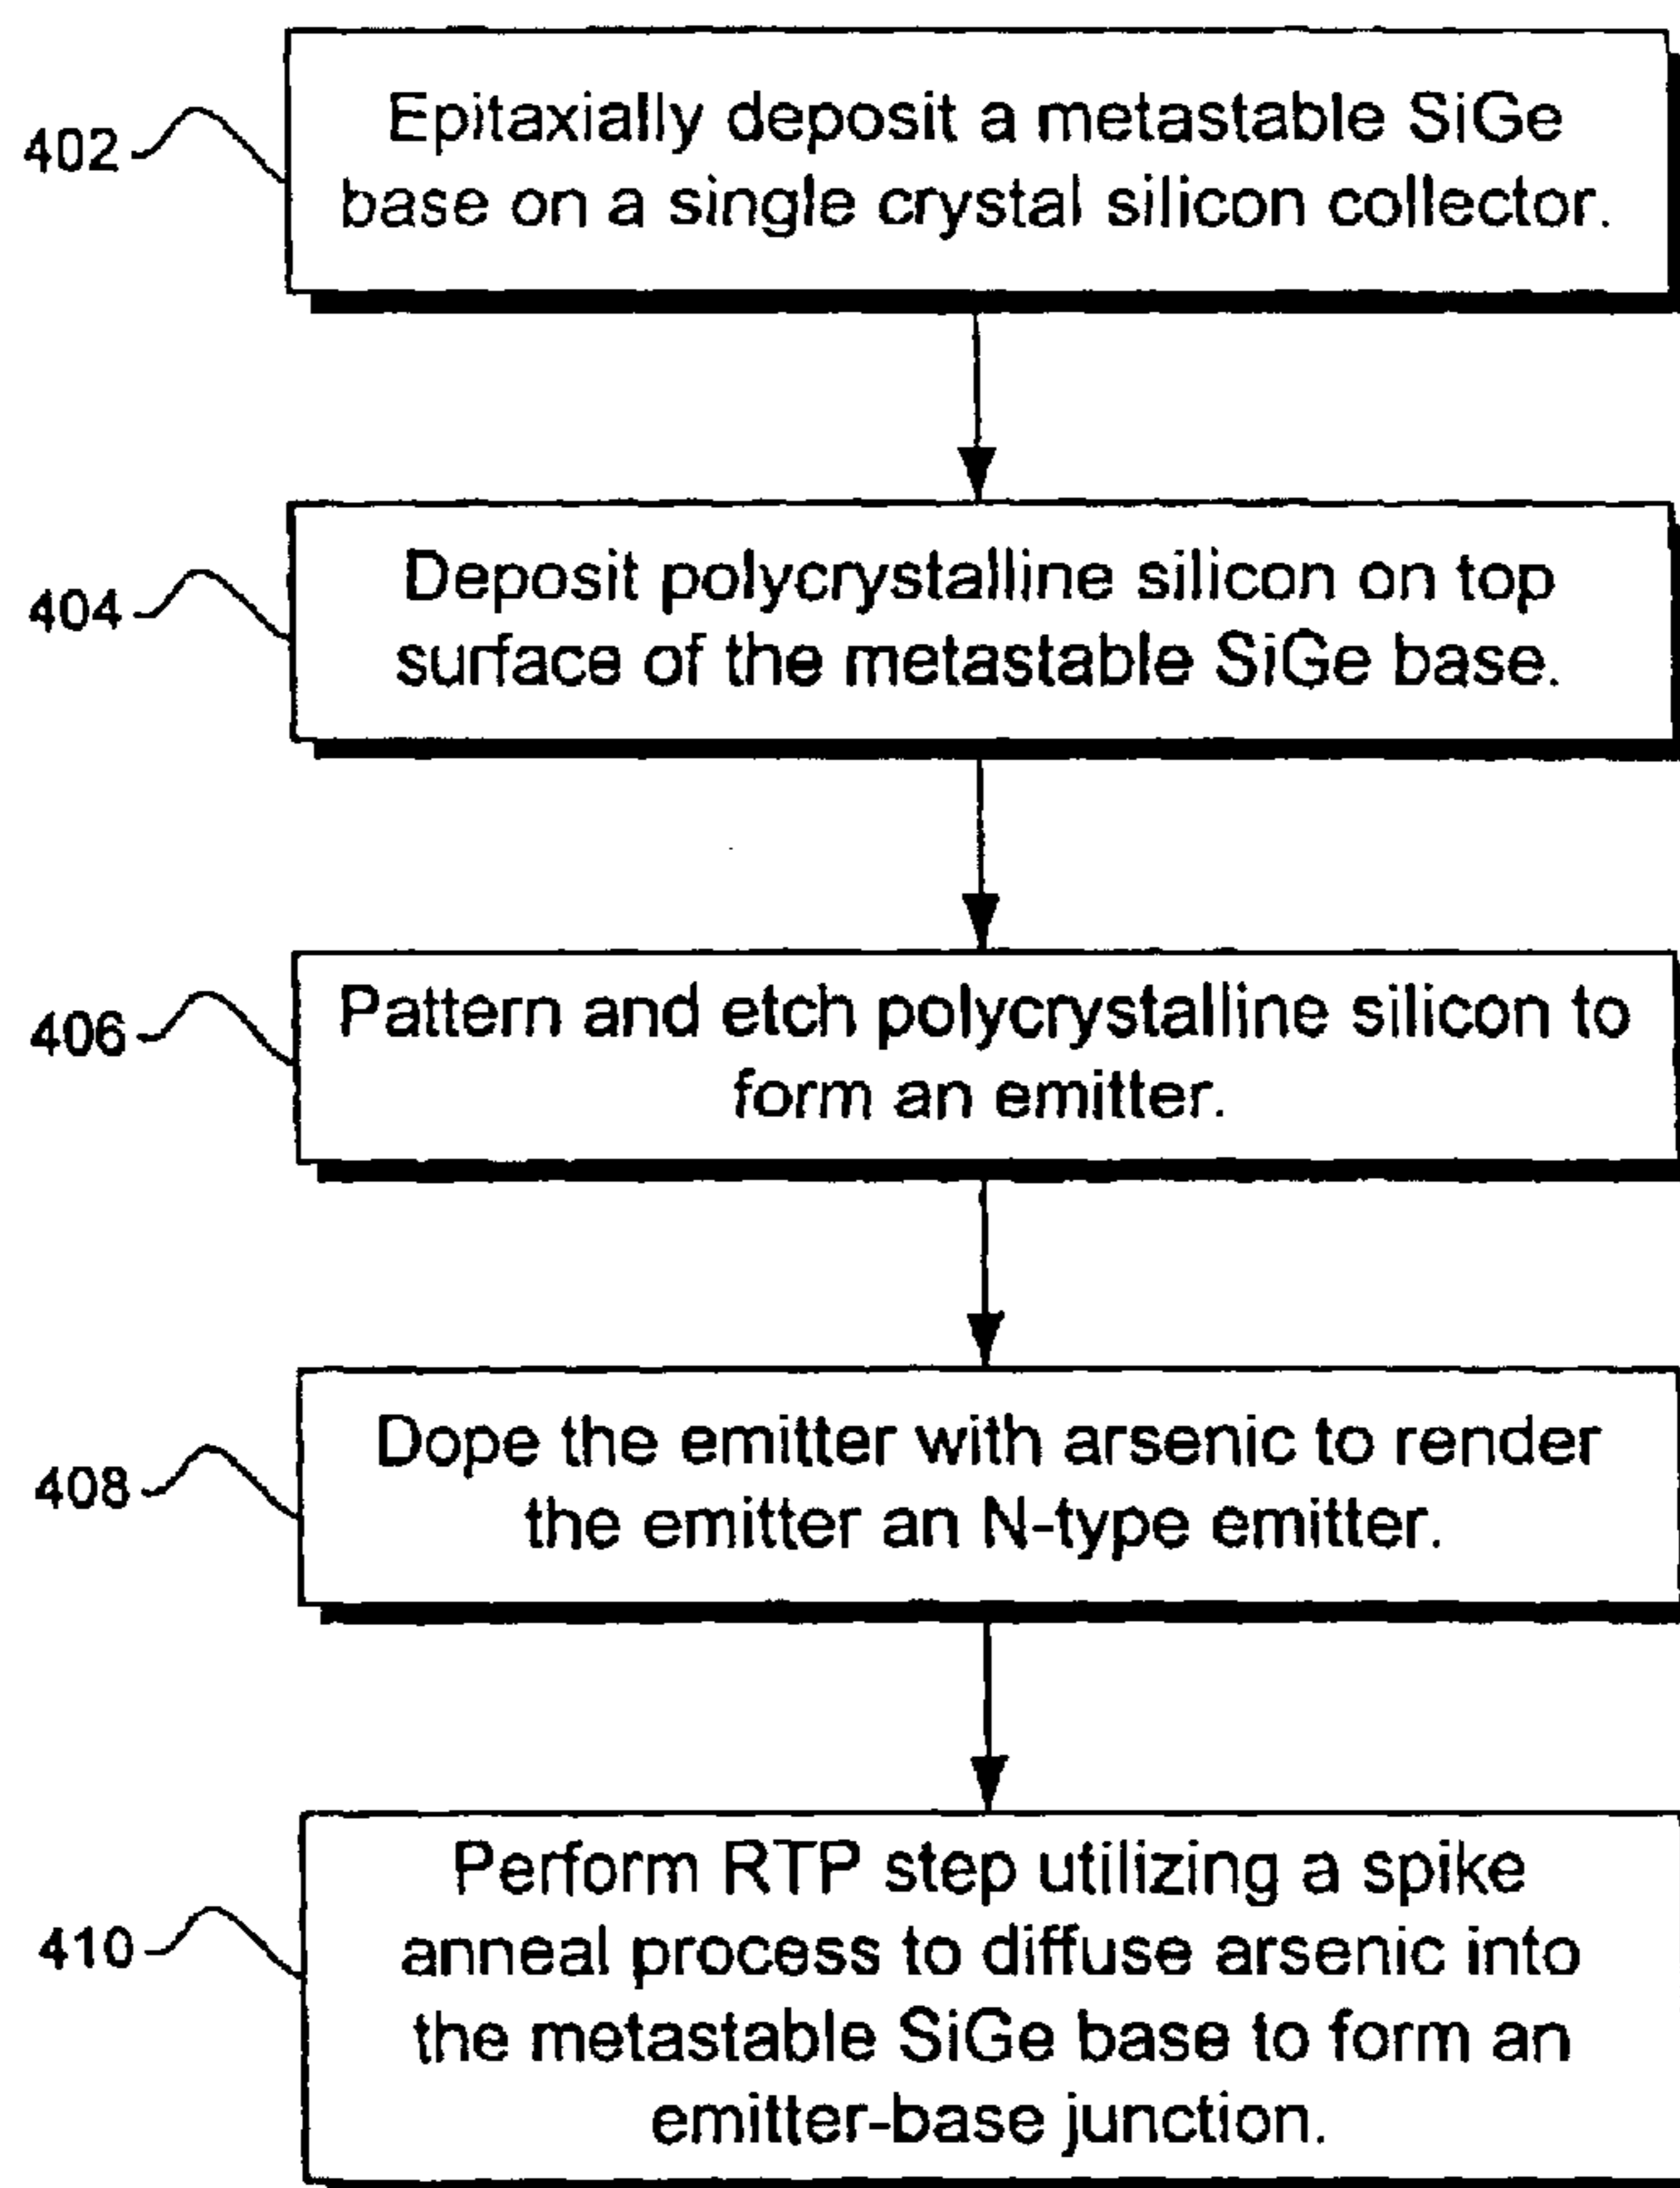 402
Epitaxially deposit a metastable SiGe
base on a single crystal silicon collector.
404
Deposit polycrystalline silicon on top
surface of the metastable SiGe base.
406
Pattern and etch polycrystalline silicon to
form an emitter.
408
Dope the emitter with arsenic to render
the emitter an N-type emitter.
410
Perform RTP step utilizing a spike
anneal process to diffuse arsenic into
the metastable SiGe base to form an
emitter-base junction.